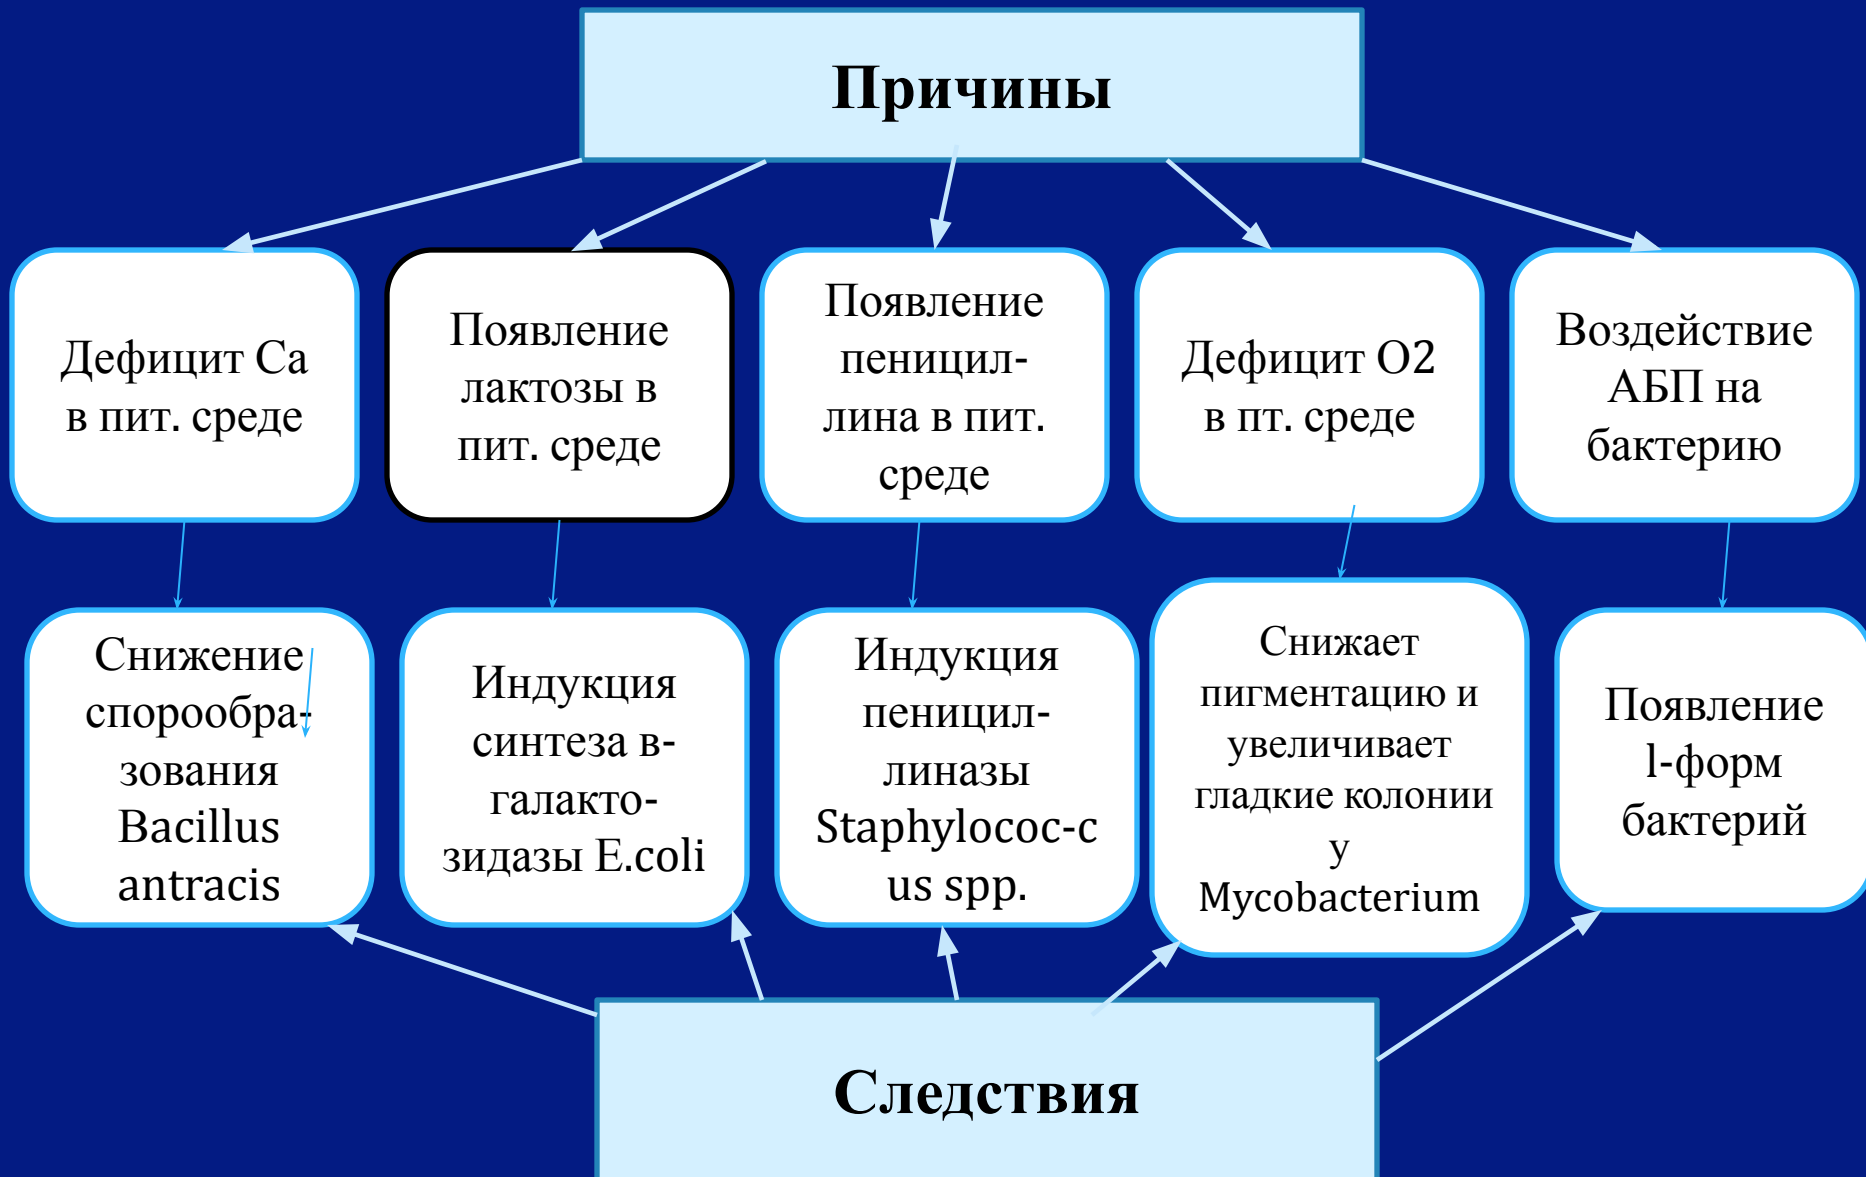 Причины
Дефицит Са
в пит. среде
Появление
лактозы в
пит. среде
Появление
пеницил-
лина в пит.
среде
Дефицит О2
в пт. среде
Воздействие
АБП на
бактерию
Снижение
спорообра-
зования
Bacillus
antracis
Индукция
синтеза в-
галакто-
зидазы E.coli
Индукция
пеницил-
линазы
Staphylococ-c
us spp.
Снижает
пигментацию и
увеличивает
гладкие колонии
у
Mycobacterium
Появление
l-форм
бактерий
Следствия